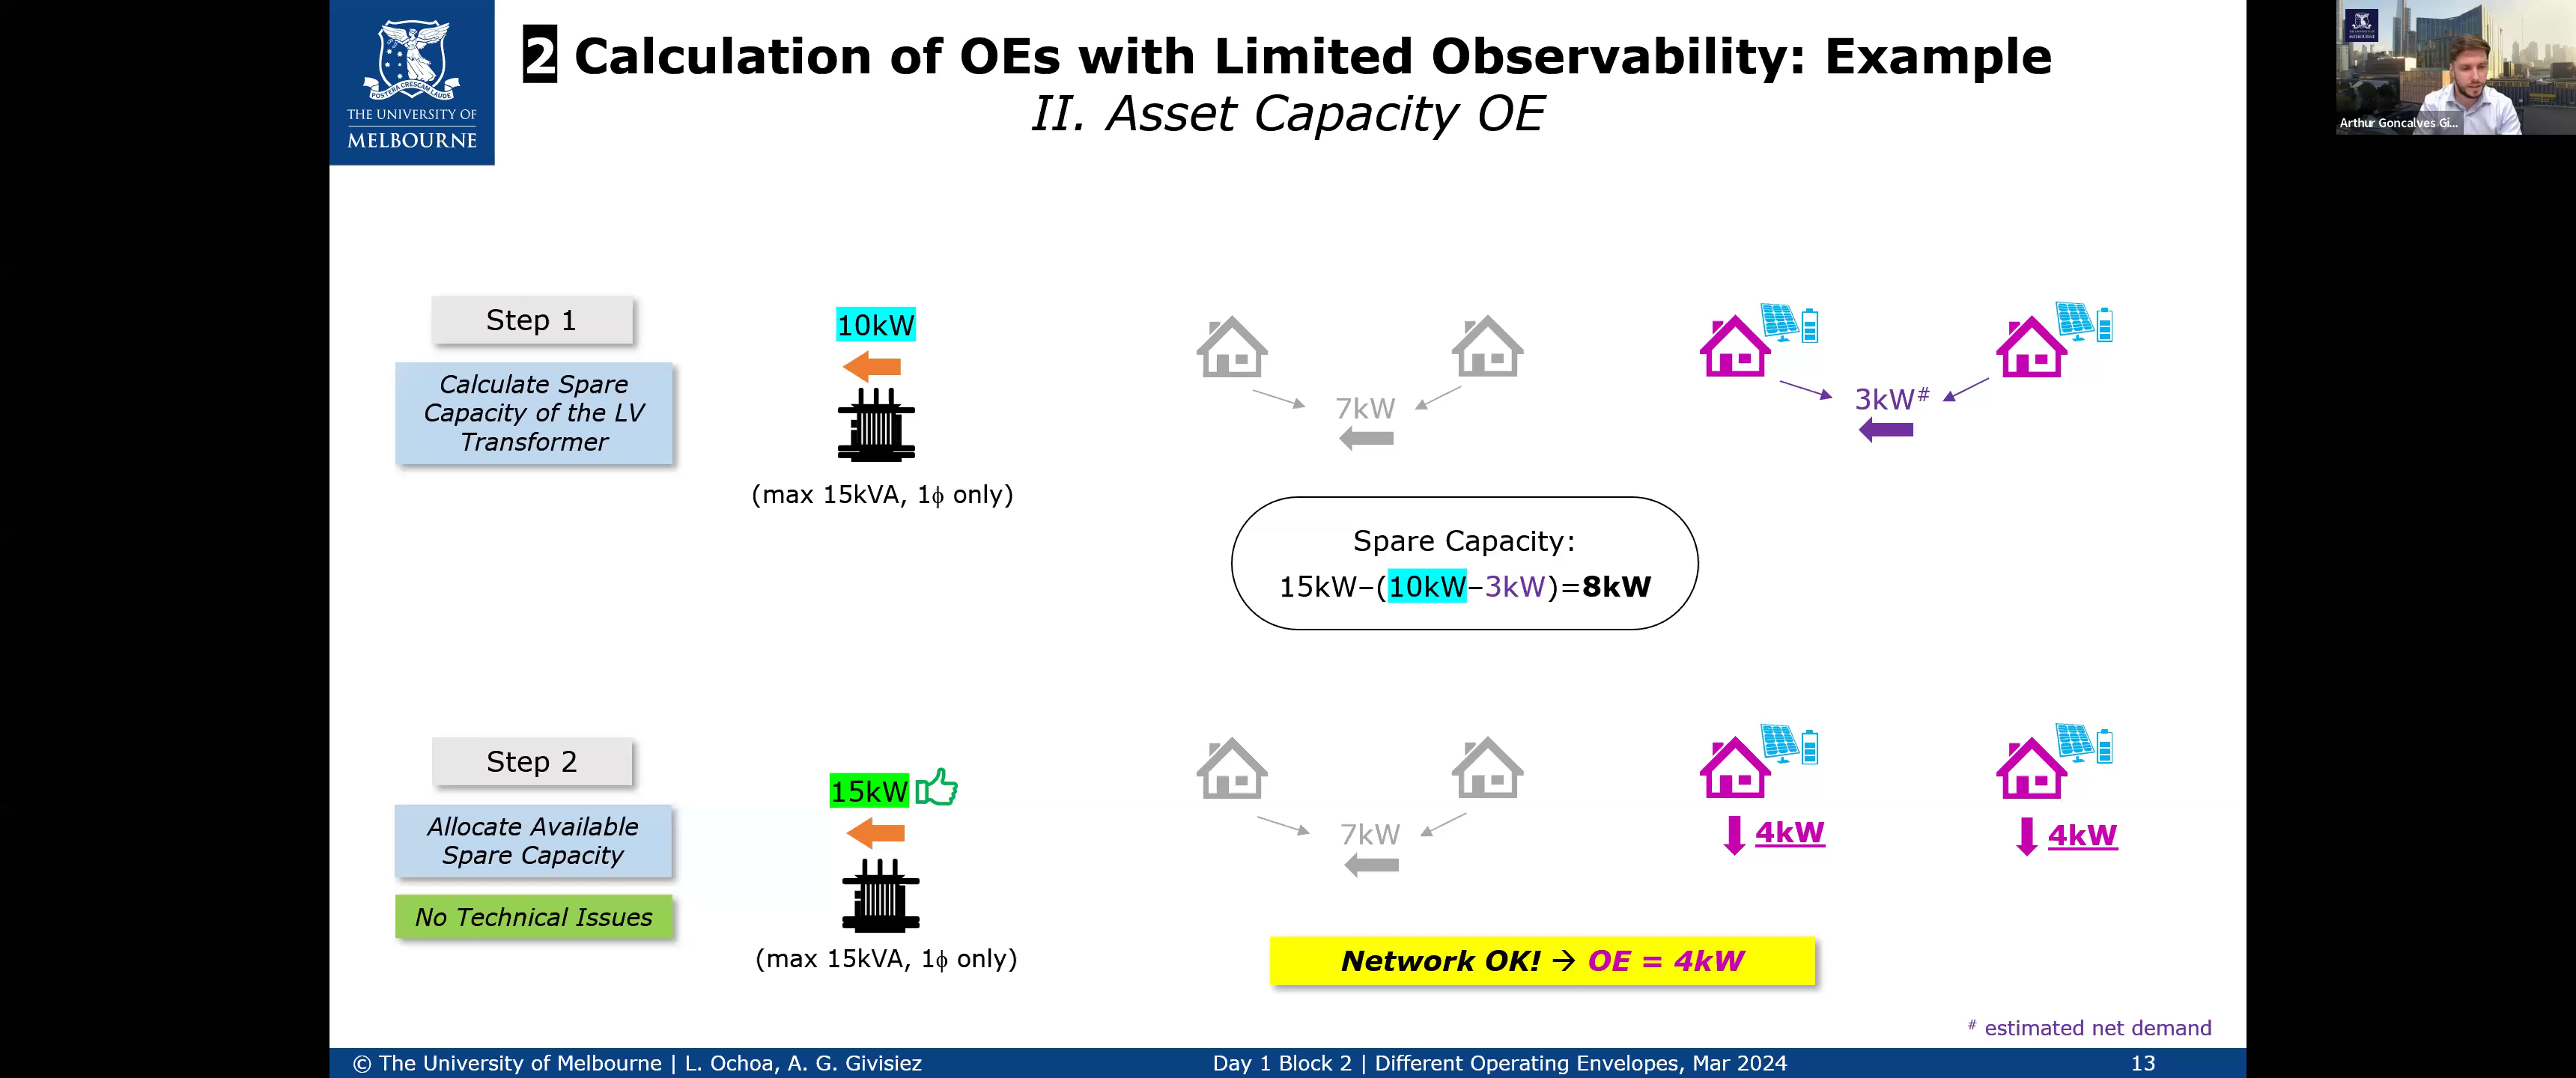 POSTERA CRESCAM LAUDE
THE UNIVERSITY OF
MELBOURNE
2 Calculation of OEs with Limited Observability: Example
II. Asset Capacity OE
Arthur Goncalves Gi...
Step 1
Calculate Spare
Capacity of the LV
Transformer
10kW
(max 15kVA, 1ϕ only)
7kW
3kW#
Spare Capacity:
15kW–(10kW–3kW)=8kW
Step 2
Allocate Available
Spare Capacity
No Technical Issues
15kW
(max 15kVA, 1ϕ only)
7kW
4kW
4kW
Network OK! → OE = 4kW
# estimated net demand
© The University of Melbourne | L. Ochoa, A. G. Givisiez
Day 1 Block 2 | Different Operating Envelopes, Mar 2024
13